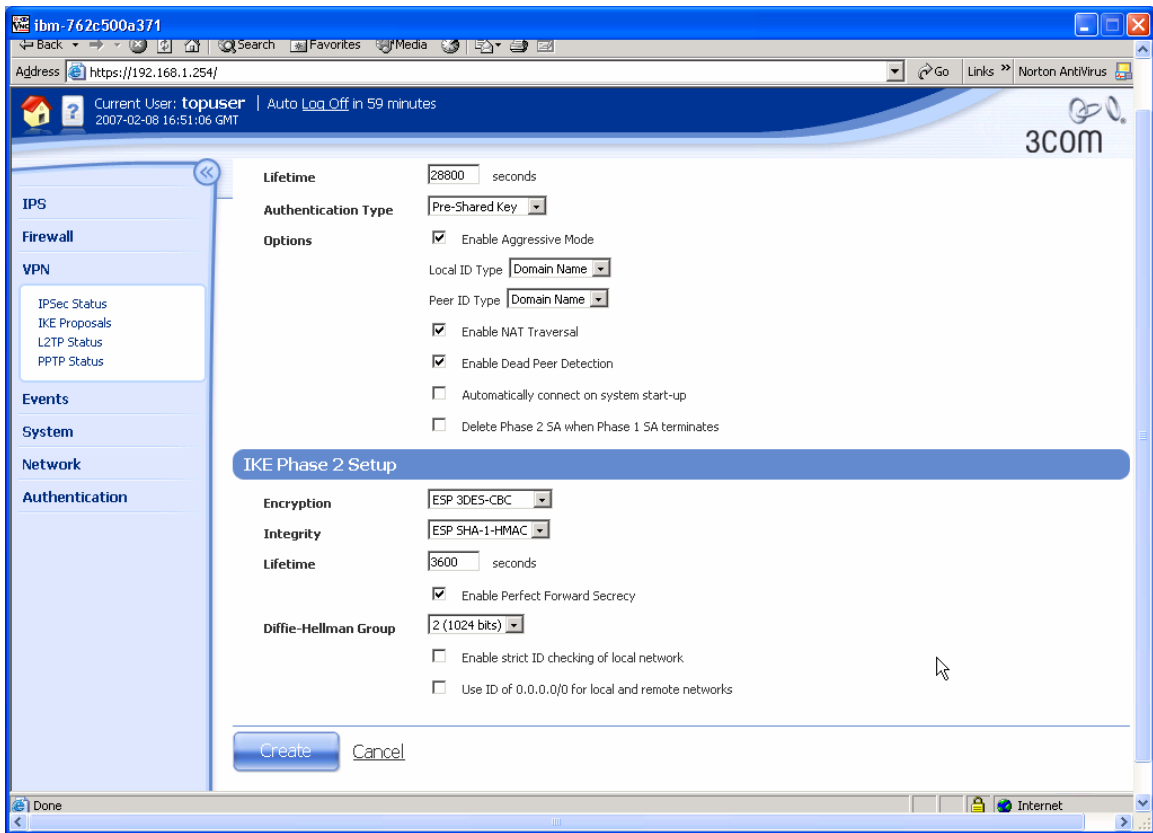 ibm-762c500a371
Back Search Favorites Media
Address https://192.168.1.254/ Go Links » Norton AntiVirus
Current User: topuser | Auto Log Off in 59 minutes
2007-02-08 16:51:06 GMT
3COM
Lifetime 28800 seconds
IPS
Authentication Type Pre-Shared Key
Firewall
Options Enable Aggressive Mode
VPN
Local ID Type Domain Name
IPSec Status
Peer ID Type Domain Name
IKE Proposals
Enable NAT Traversal
L2TP Status
PPTP Status
Enable Dead Peer Detection
Events
Automatically connect on system start-up
System
Delete Phase 2 SA when Phase 1 SA terminates
Network
IKE Phase 2 Setup
Authentication
Encryption ESP 3DES-CBC
Integrity ESP SHA-1-HMAC
Lifetime 3600 seconds
Enable Perfect Forward Secrecy
Diffie-Hellman Group 2 (1024 bits)
Enable strict ID checking of local network
Use ID of 0.0.0.0/0 for local and remote networks
Create Cancel
Done Internet